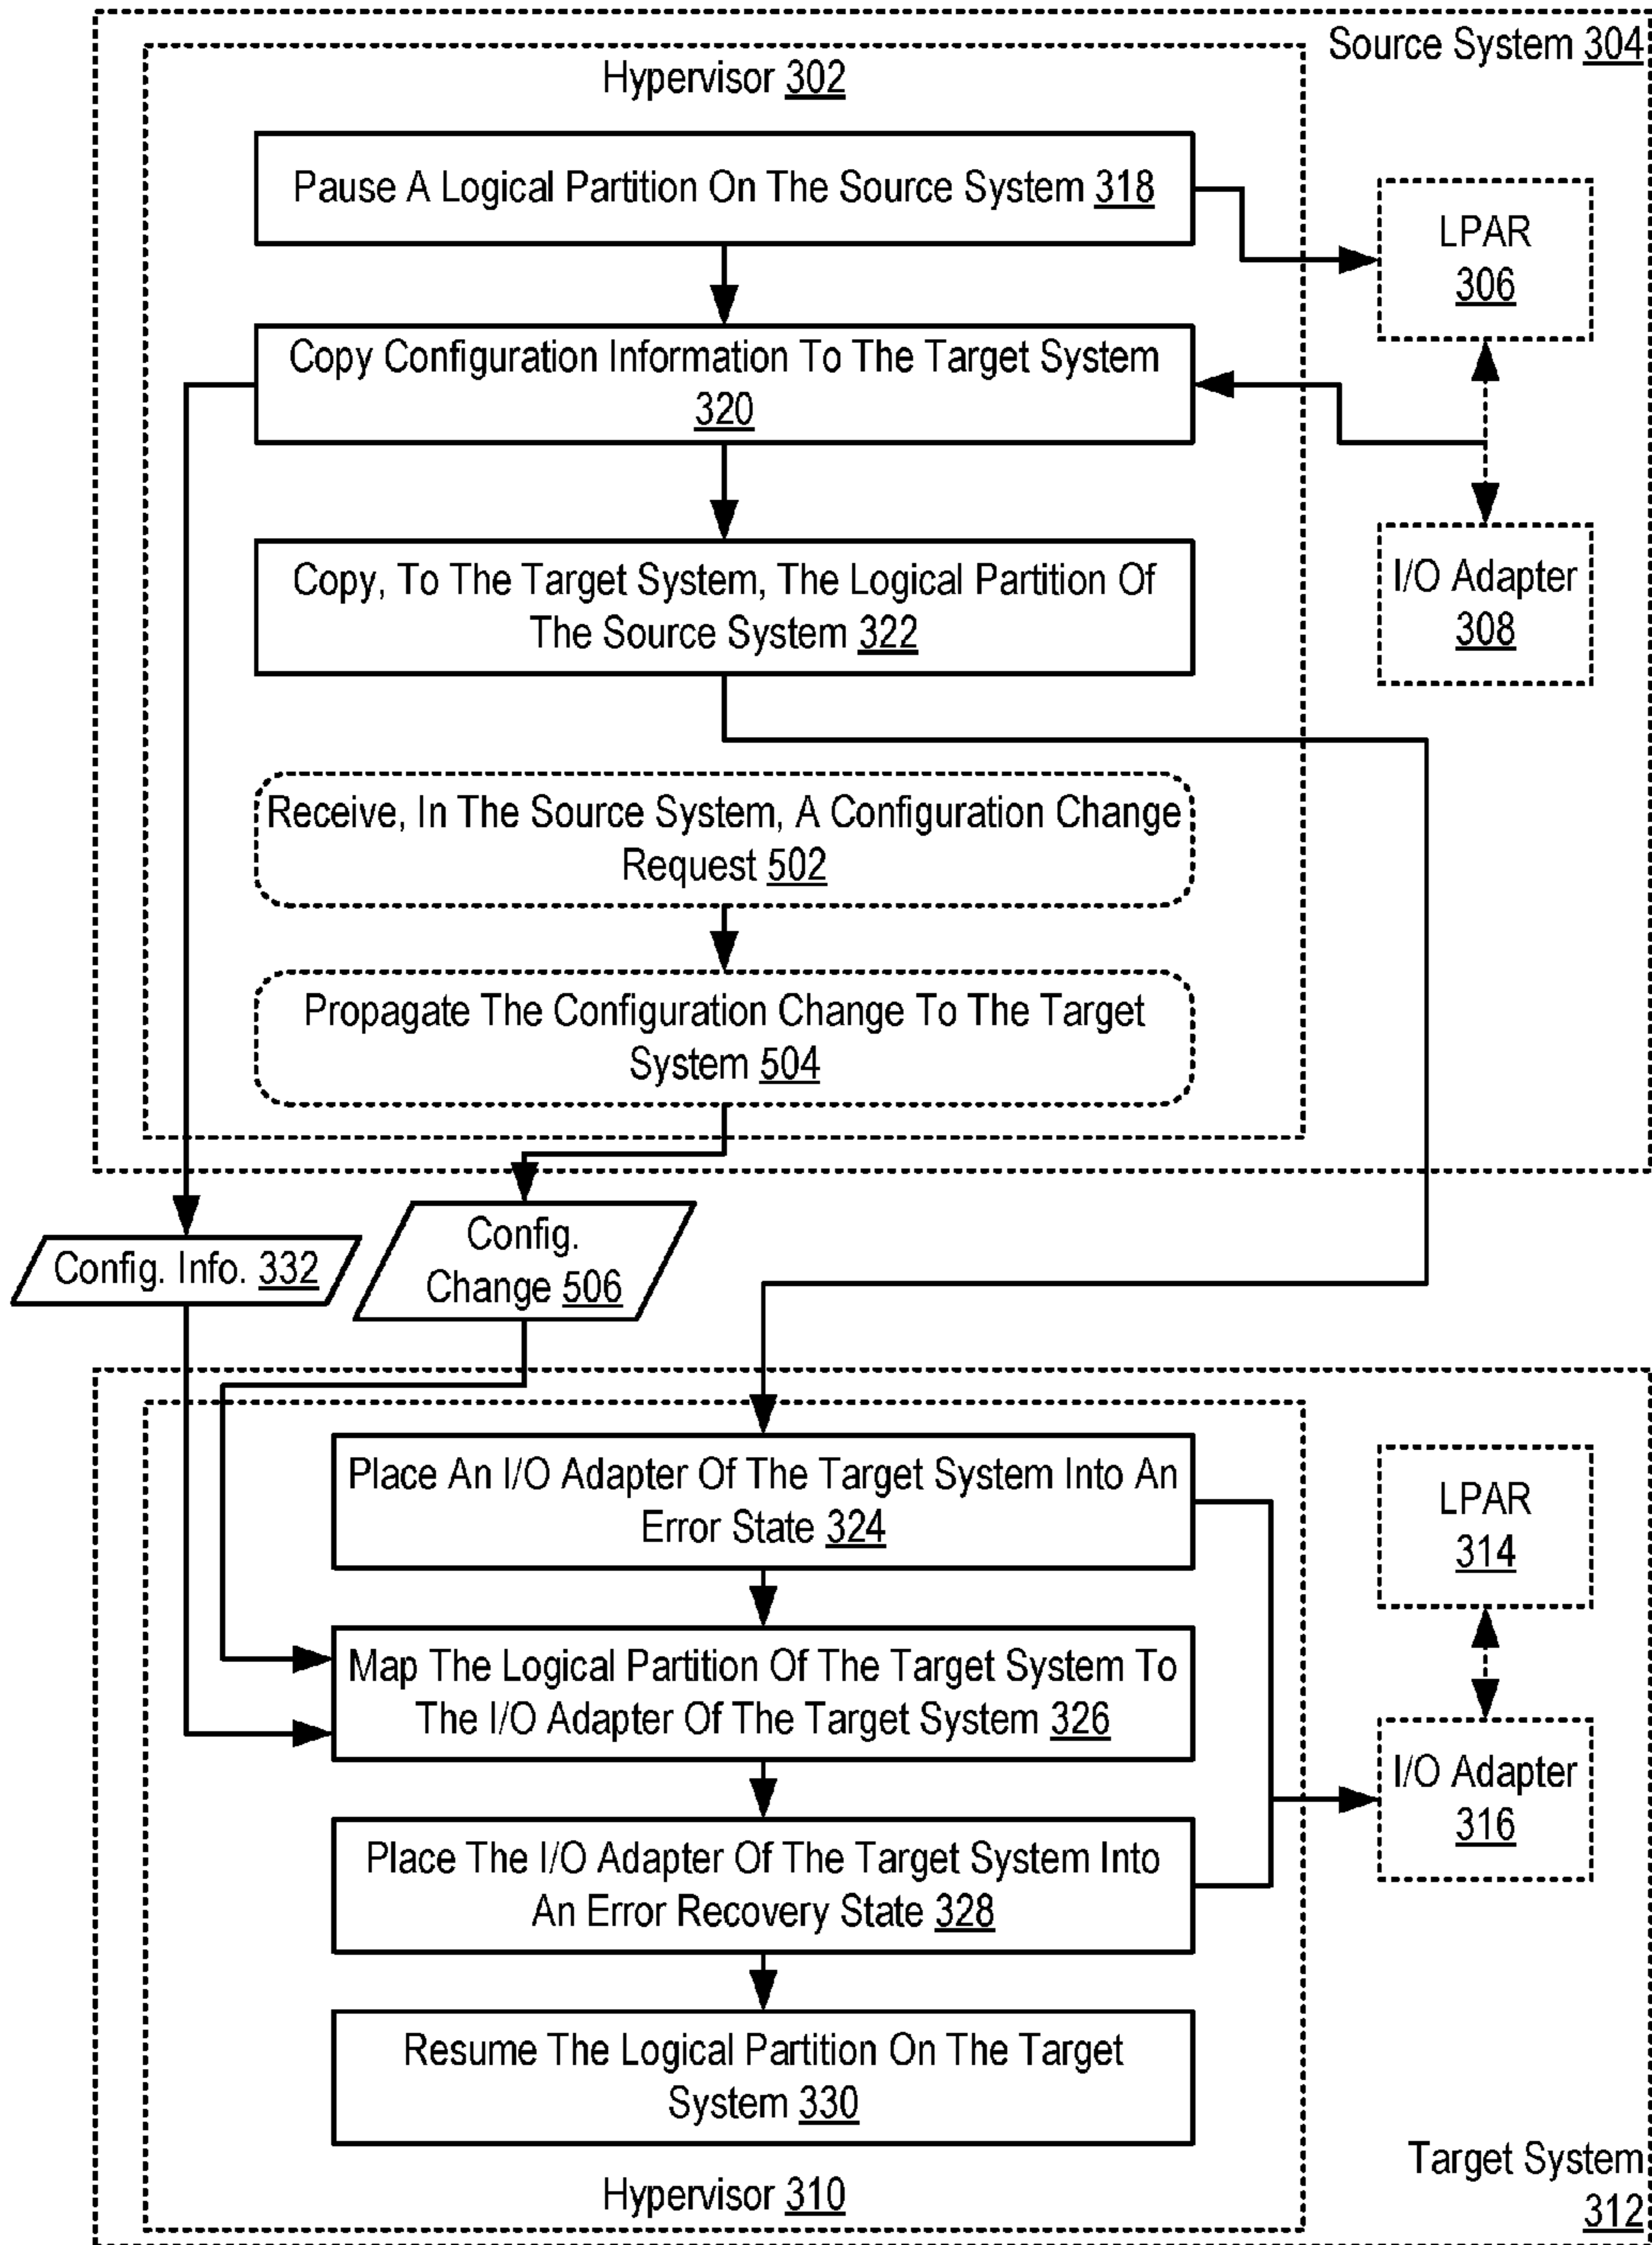 Source System 304
Hypervisor 302
Pause A Logical Partition On The Source System 318
LPAR
306
Copy Configuration Information To The Target System
320
Copy, To The Target System, The Logical Partition Of
The Source System 322
I/O Adapter
308
Receive, In The Source System, A Configuration Change
Request 502
Propagate The Configuration Change To The Target
System 504
Config. Info. 332
Config.
Change 506
Place An I/O Adapter Of The Target System Into An
Error State 324
LPAR
314
Map The Logical Partition Of The Target System To
The I/O Adapter Of The Target System 326
I/O Adapter
316
Place The I/O Adapter Of The Target System Into
An Error Recovery State 328
Resume The Logical Partition On The Target
System 330
Hypervisor 310
Target System
312